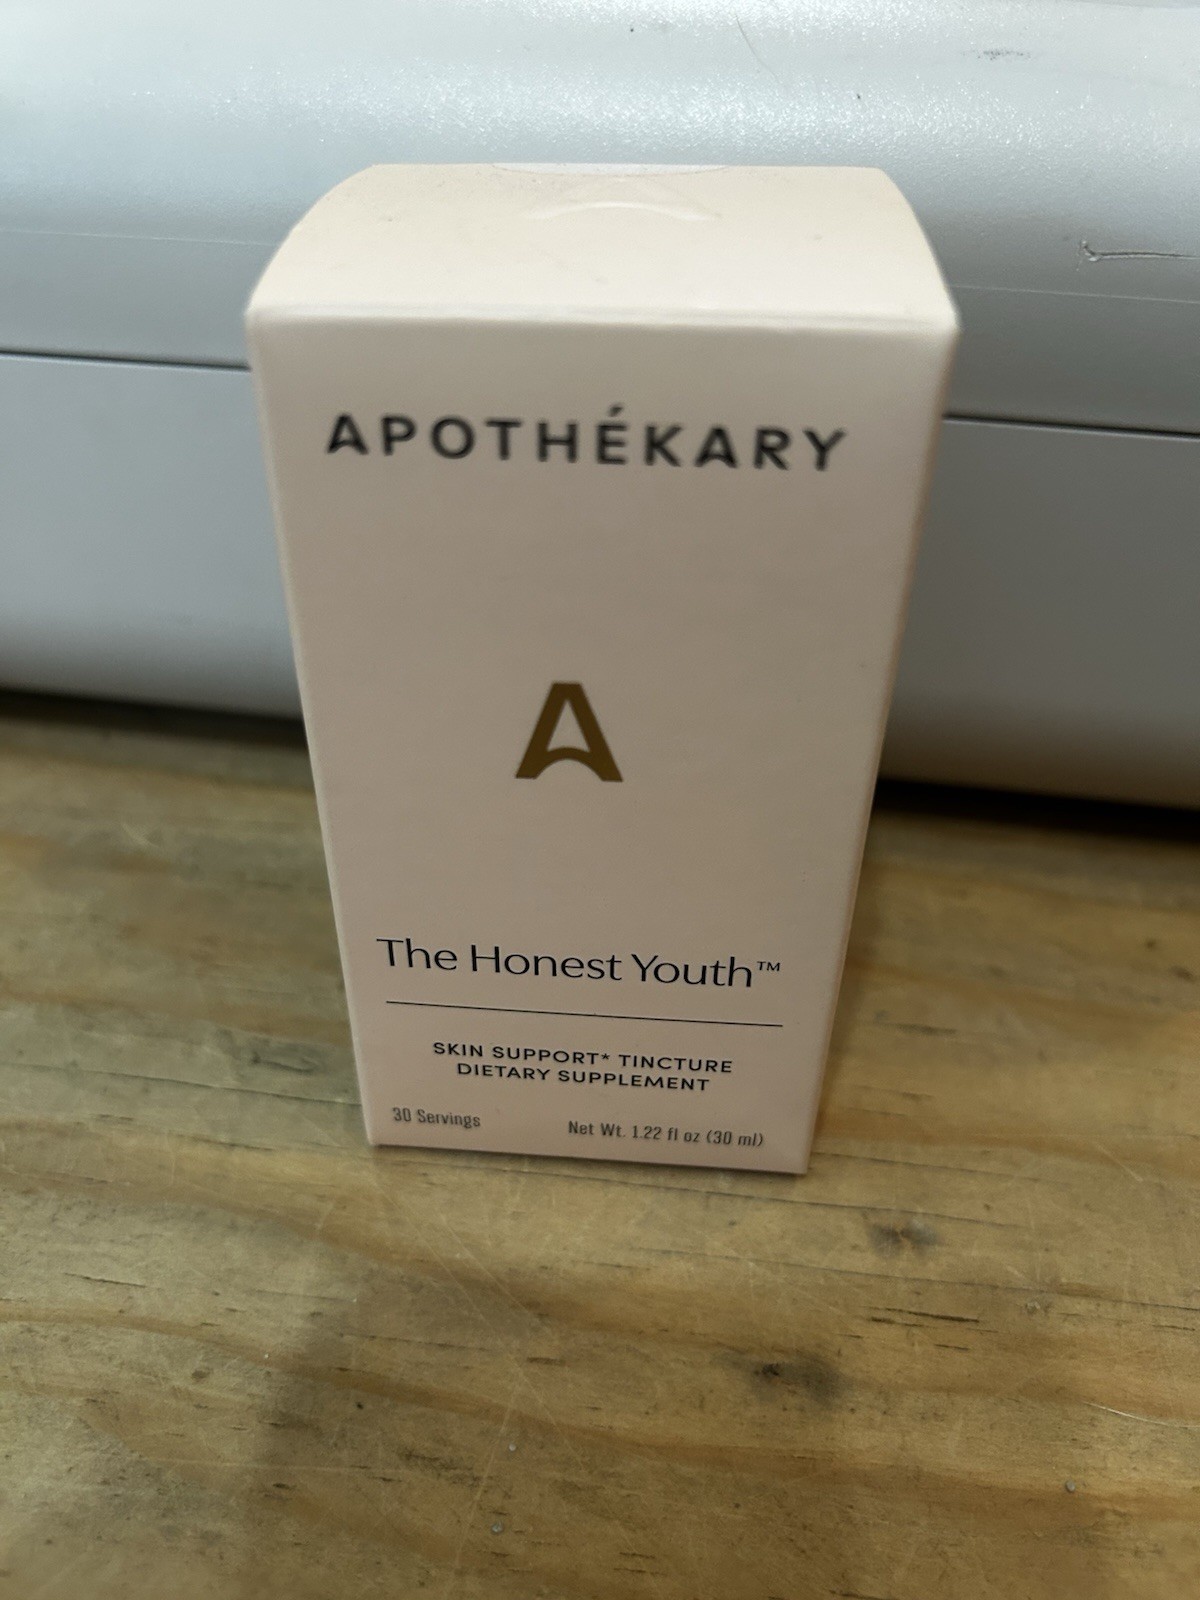 APOTHÉKARY
A
The Honest Youth™
SKIN SUPPORT* TINCTURE
DIETARY SUPPLEMENT
30 Servings Net Wt. 1.22 fl oz (30 ml)